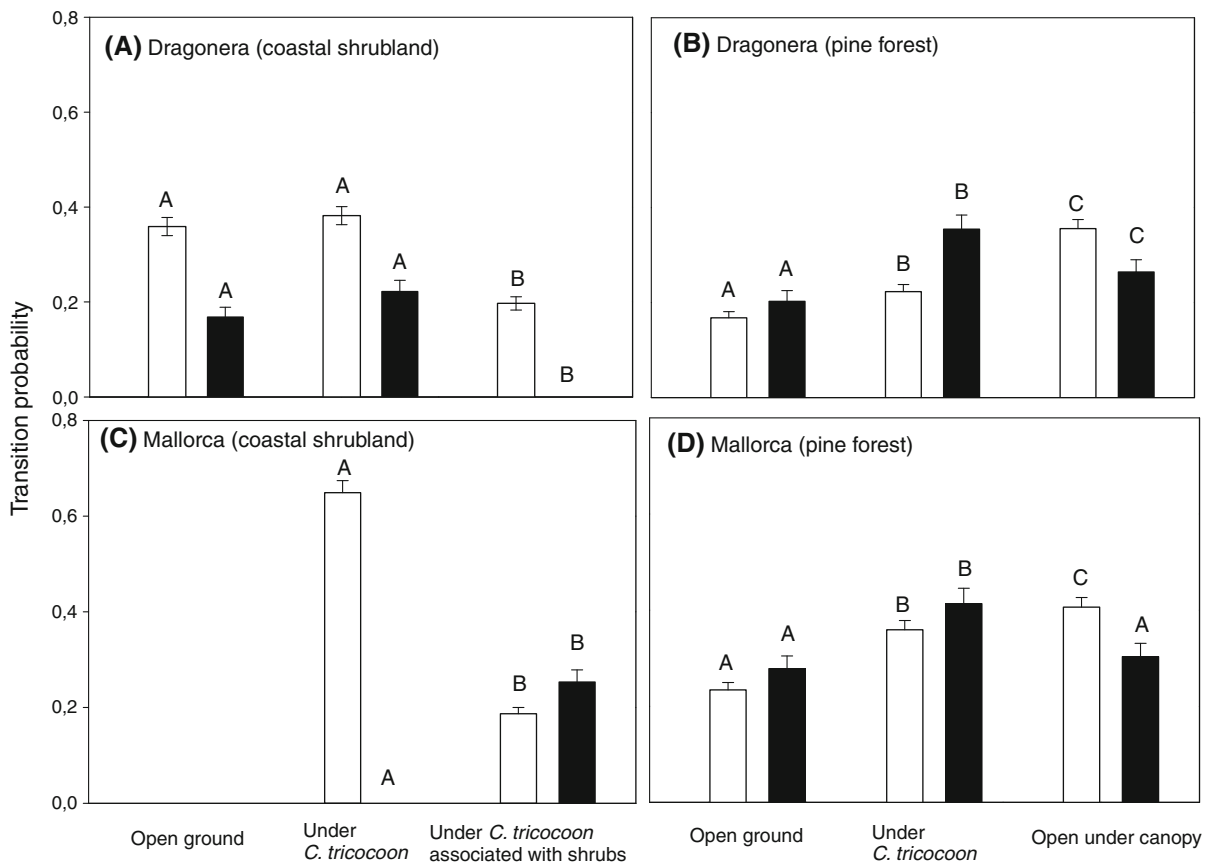 Transition probability
0,8
0,6
0,4
0,2
0,0
(A) Dragonera (coastal shrubland)
A
A
A
A
B
B
(B) Dragonera (pine forest)
A
A
B
B
C
C
0,8
0,6
0,4
0,2
0,0
(C) Mallorca (coastal shrubland)
A
A
B
B
Open ground
Under
C. tricocoon
Under C. tricocoon
associated with shrubs
(D) Mallorca (pine forest)
A
A
B
B
C
A
Open ground
Under
C. tricocoon
Open under canopy